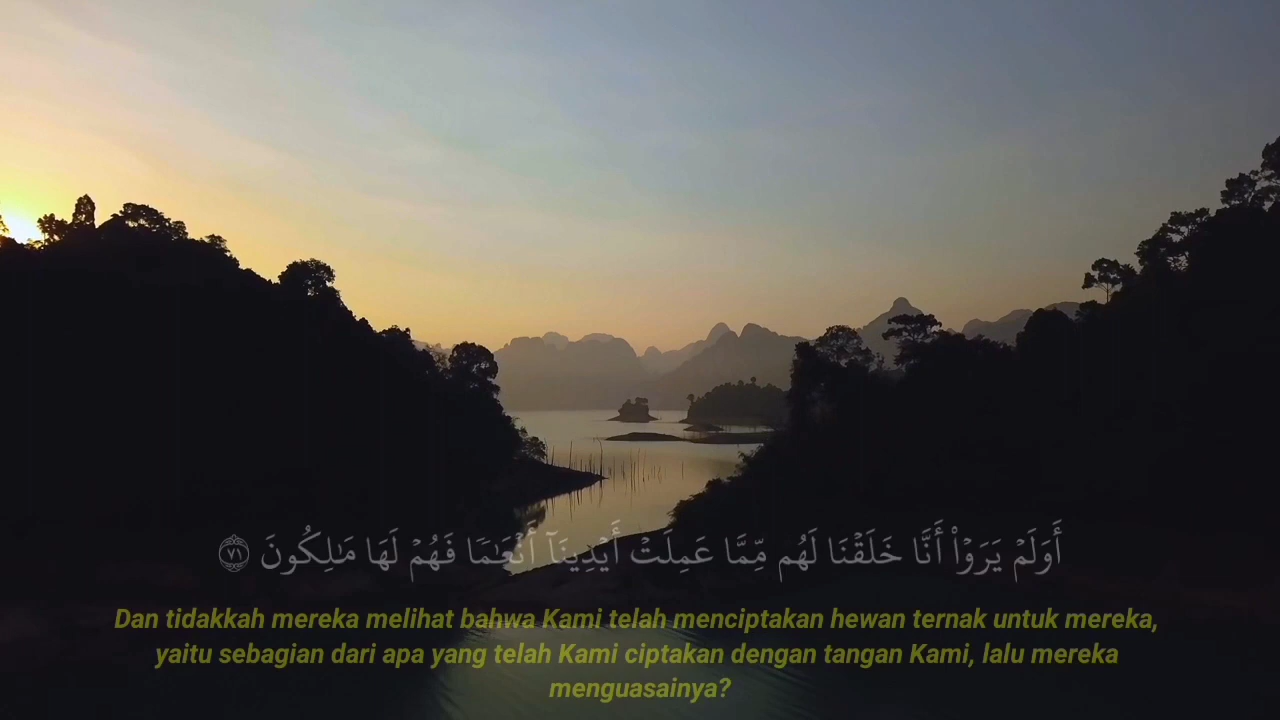 أَوَلَمْ يَرَوْا۟ أَنَّا خَلَقْنَا لَهُم مِّمَّا عَمِلَتْ أَيْدِينَآ أَنْعَٰمًا فَهُمْ لَهَا مَٰلِكُونَ ٧١
Dan tidakkah mereka melihat bahwa Kami telah menciptakan hewan ternak untuk mereka,
yaitu sebagian dari apa yang telah Kami ciptakan dengan tangan Kami, lalu mereka
menguasainya?